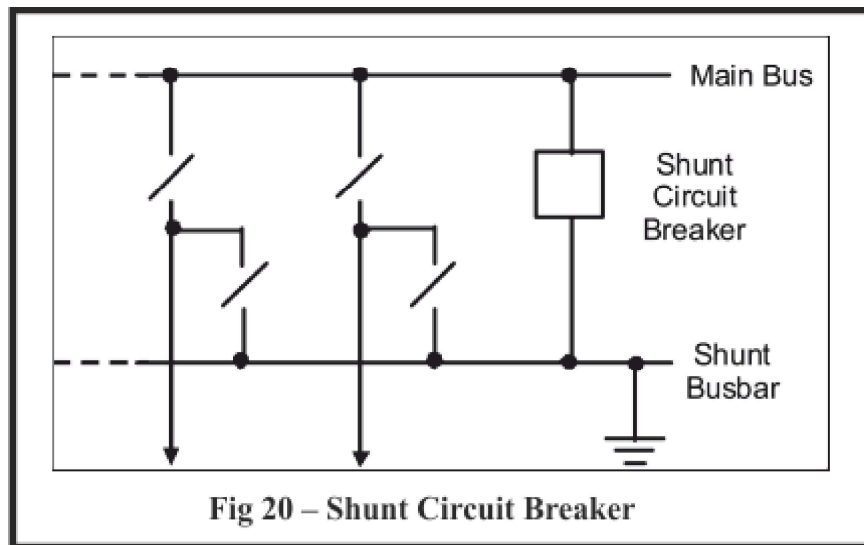 Main Bus
Shunt
Circuit
Breaker
Shunt
Busbar
Fig 20 – Shunt Circuit Breaker